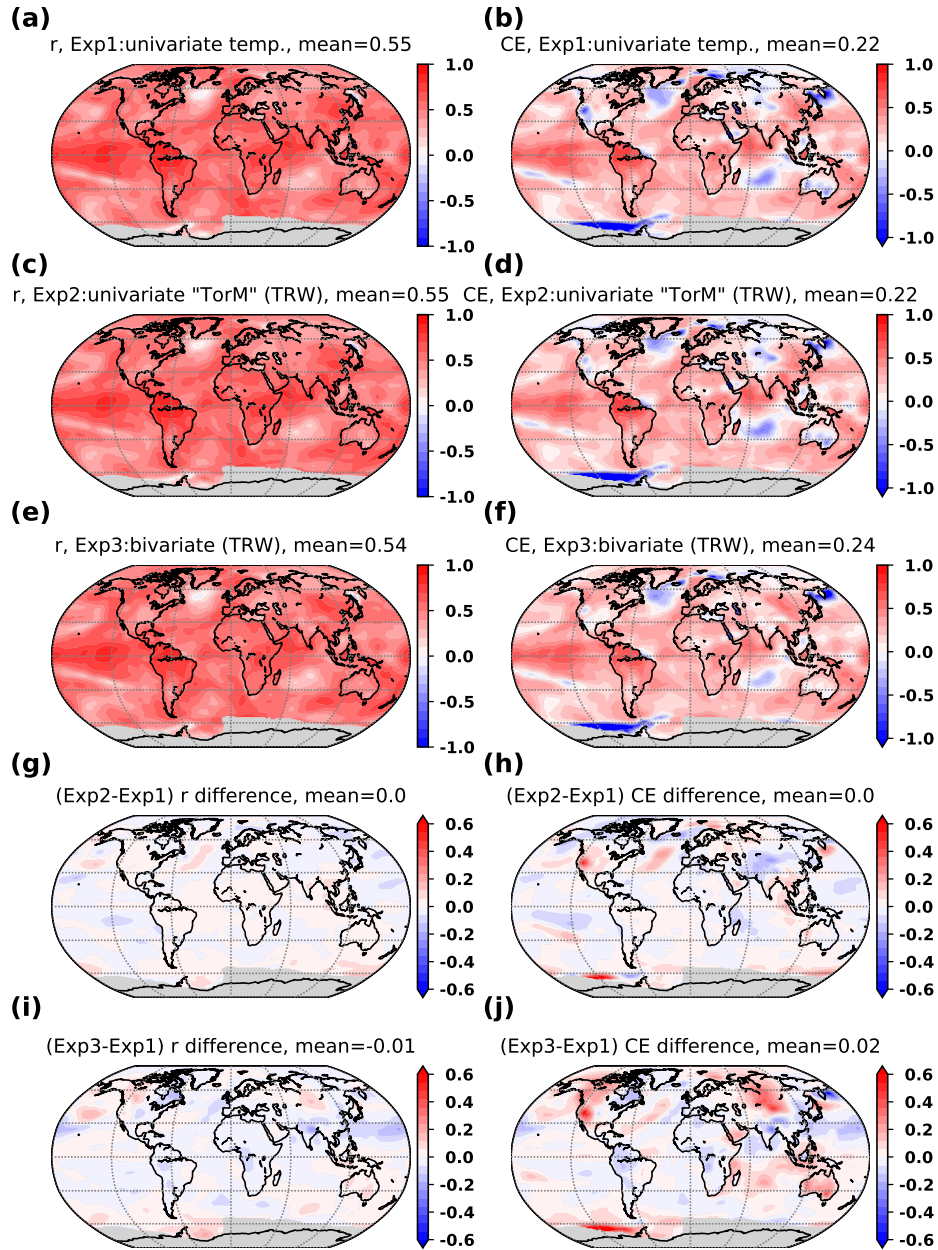 (a)
r, Exp1:univariate temp., mean=0.55
1.0
0.5
0.0
-0.5
-1.0
(b)
CE, Exp1:univariate temp., mean=0.22
1.0
0.5
0.0
-0.5
-1.0
(c)
r, Exp2:univariate "TorM" (TRW), mean=0.55
1.0
0.5
0.0
-0.5
-1.0
(d)
CE, Exp2:univariate "TorM" (TRW), mean=0.22
1.0
0.5
0.0
-0.5
-1.0
(e)
r, Exp3:bivariate (TRW), mean=0.54
1.0
0.5
0.0
-0.5
-1.0
(f)
CE, Exp3:bivariate (TRW), mean=0.24
1.0
0.5
0.0
-0.5
-1.0
(g)
(Exp2-Exp1) r difference, mean=0.0
0.6
0.4
0.2
0.0
-0.2
-0.4
-0.6
(h)
(Exp2-Exp1) CE difference, mean=0.0
0.6
0.4
0.2
0.0
-0.2
-0.4
-0.6
(i)
(Exp3-Exp1) r difference, mean=-0.01
0.6
0.4
0.2
0.0
-0.2
-0.4
-0.6
(j)
(Exp3-Exp1) CE difference, mean=0.02
0.6
0.4
0.2
0.0
-0.2
-0.4
-0.6